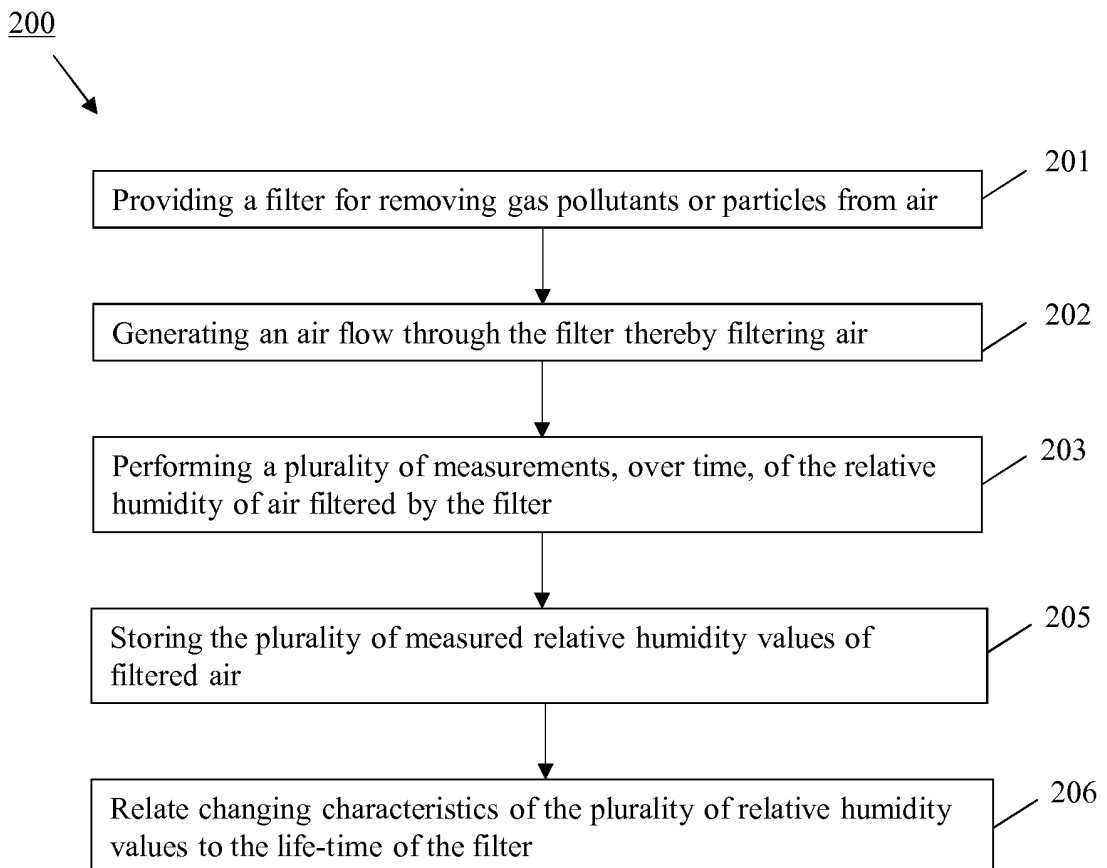 200
201
Providing a filter for removing gas pollutants or particles from air
202
Generating an air flow through the filter thereby filtering air
203
Performing a plurality of measurements, over time, of the relative
humidity of air filtered by the filter
205
Storing the plurality of measured relative humidity values of
filtered air
206
Relate changing characteristics of the plurality of relative humidity
values to the life-time of the filter